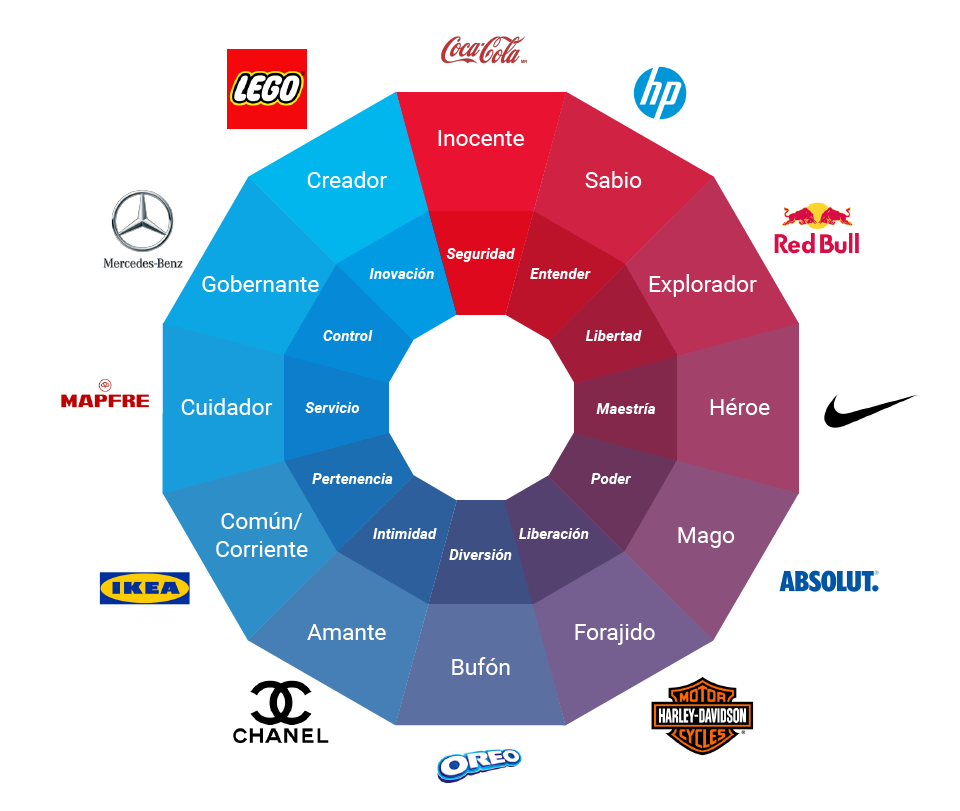 Coca-Cola
LEGO
hp
Inocente
Creador
Sabio
Mercedes-Benz
Red Bull
Seguridad
Inovación
Entender
Gobernante
Explorador
Control
Libertad
MAPFRE
Cuidador
Servicio
Maestría
Héroe
Pertenencia
Poder
Común/
Corriente
Intimidad
Liberación
Mago
Diversión
IKEA
ABSOLUT.
Amante
Forajido
Bufón
CHANEL
MOTOR
HARLEY-DAVIDSON
CYCLES
OREO